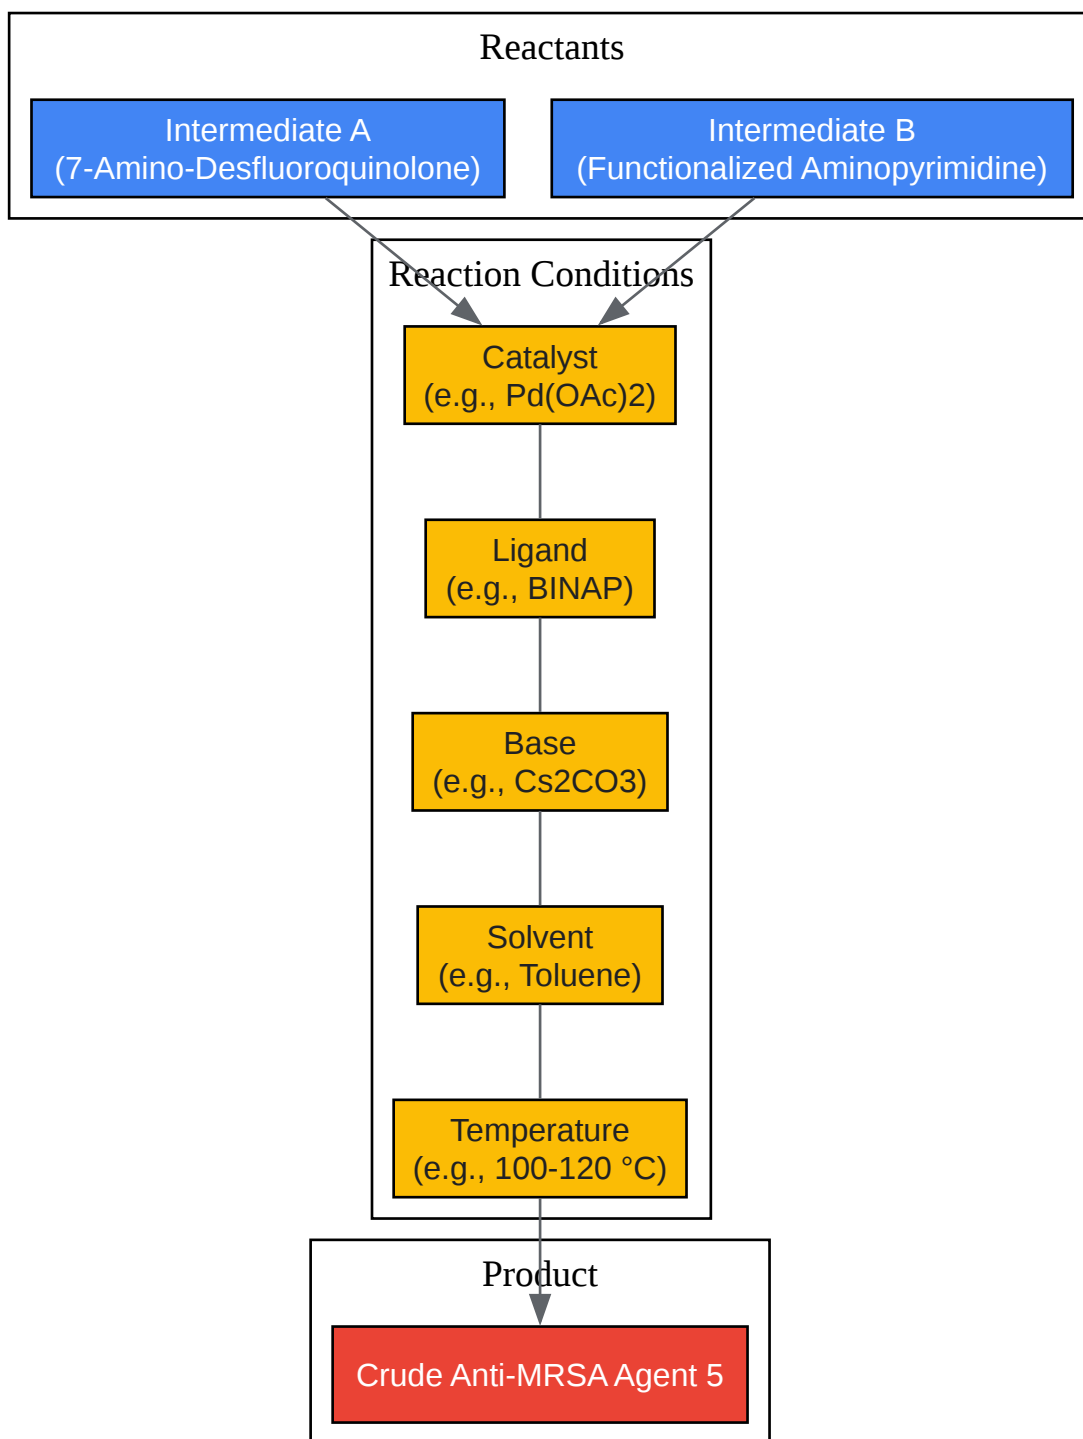 Reactants
Intermediate A
(7-Amino-Desfluoroquinolone)
Intermediate B
(Functionalized Aminopyrimidine)
Reaction Conditions
Catalyst
(e.g., Pd(OAc)2)
Ligand
(e.g., BINAP)
Base
(e.g., Cs2CO3)
Solvent
(e.g., Toluene)
Temperature
(e.g., 100-120 °C)
Product
Crude Anti-MRSA Agent 5